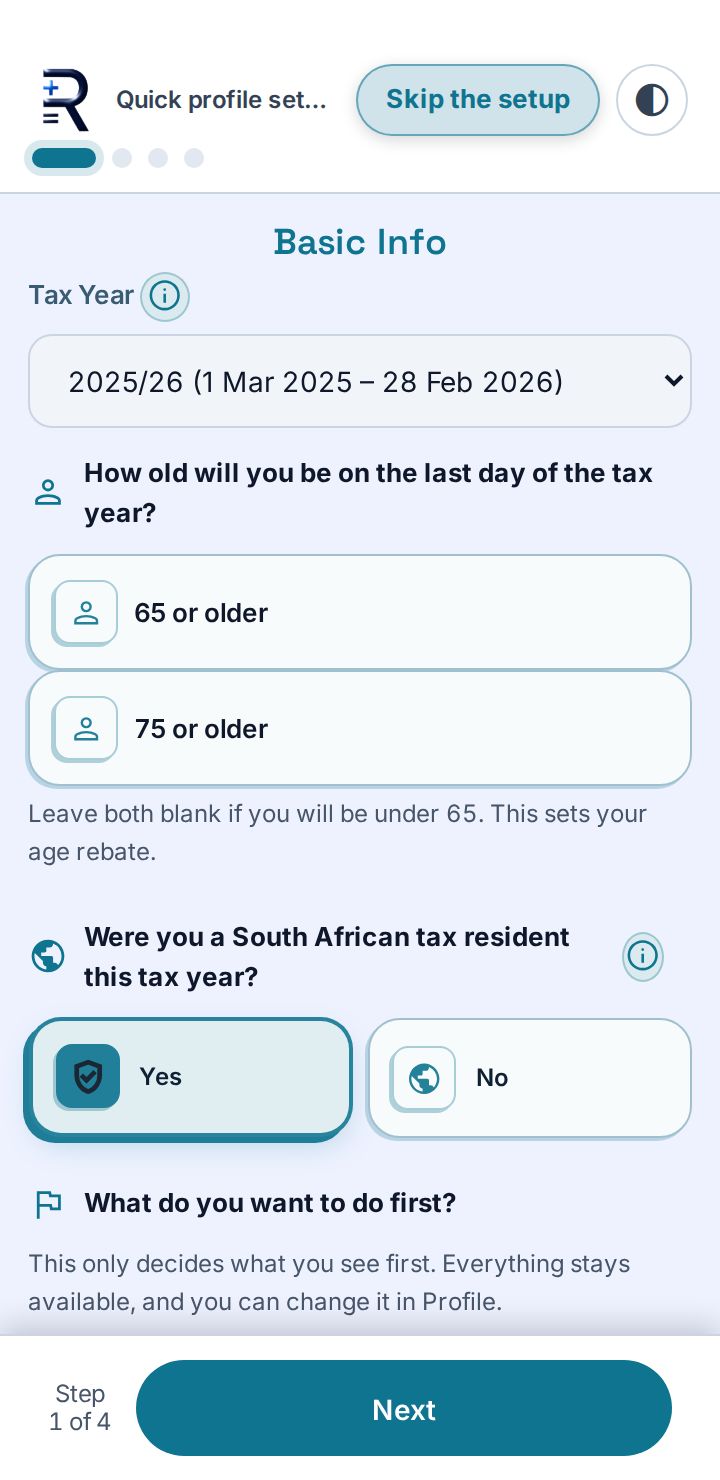 Quick profile set...
Skip the setup
Basic Info
Tax Year
2025/26 (1 Mar 2025 – 28 Feb 2026)
How old will you be on the last day of the tax
year?
65 or older
75 or older
Leave both blank if you will be under 65. This sets your
age rebate.
Were you a South African tax resident
this tax year?
Yes
No
What do you want to do first?
This only decides what you see first. Everything stays
available, and you can change it in Profile.
Step
1 of 4
Next